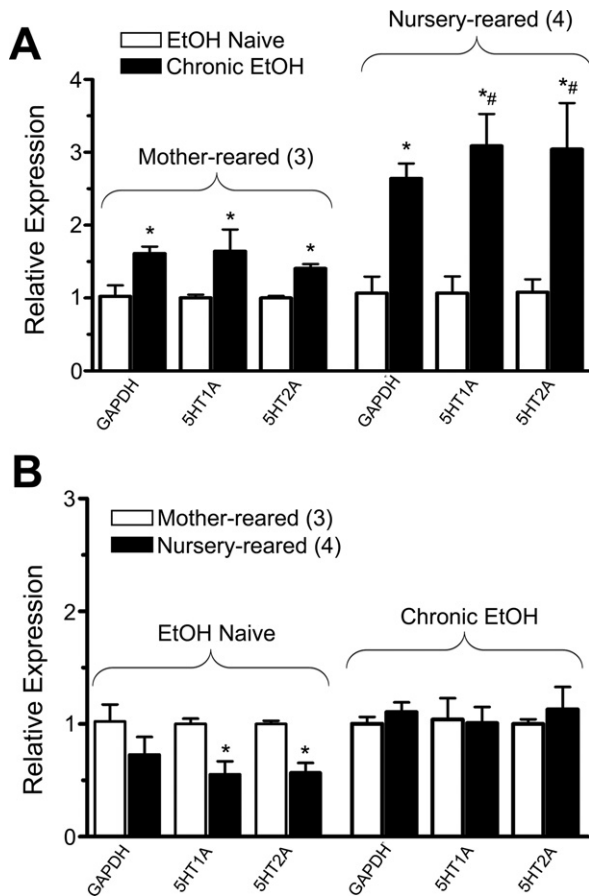 A
EtOH Naive
Chronic EtOH
Nursery-reared (4)
Mother-reared (3)
Relative Expression
4
3
2
1
0
*
*
*
*
*#
*#
GAPDH
5HT1A
5HT2A
GAPDH
5HT1A
5HT2A
B
Mother-reared (3)
Nursery-reared (4)
EtOH Naive
Chronic EtOH
Relative Expression
3
2
1
0
*
*
GAPDH
5HT1A
5HT2A
GAPDH
5HT1A
5HT2A